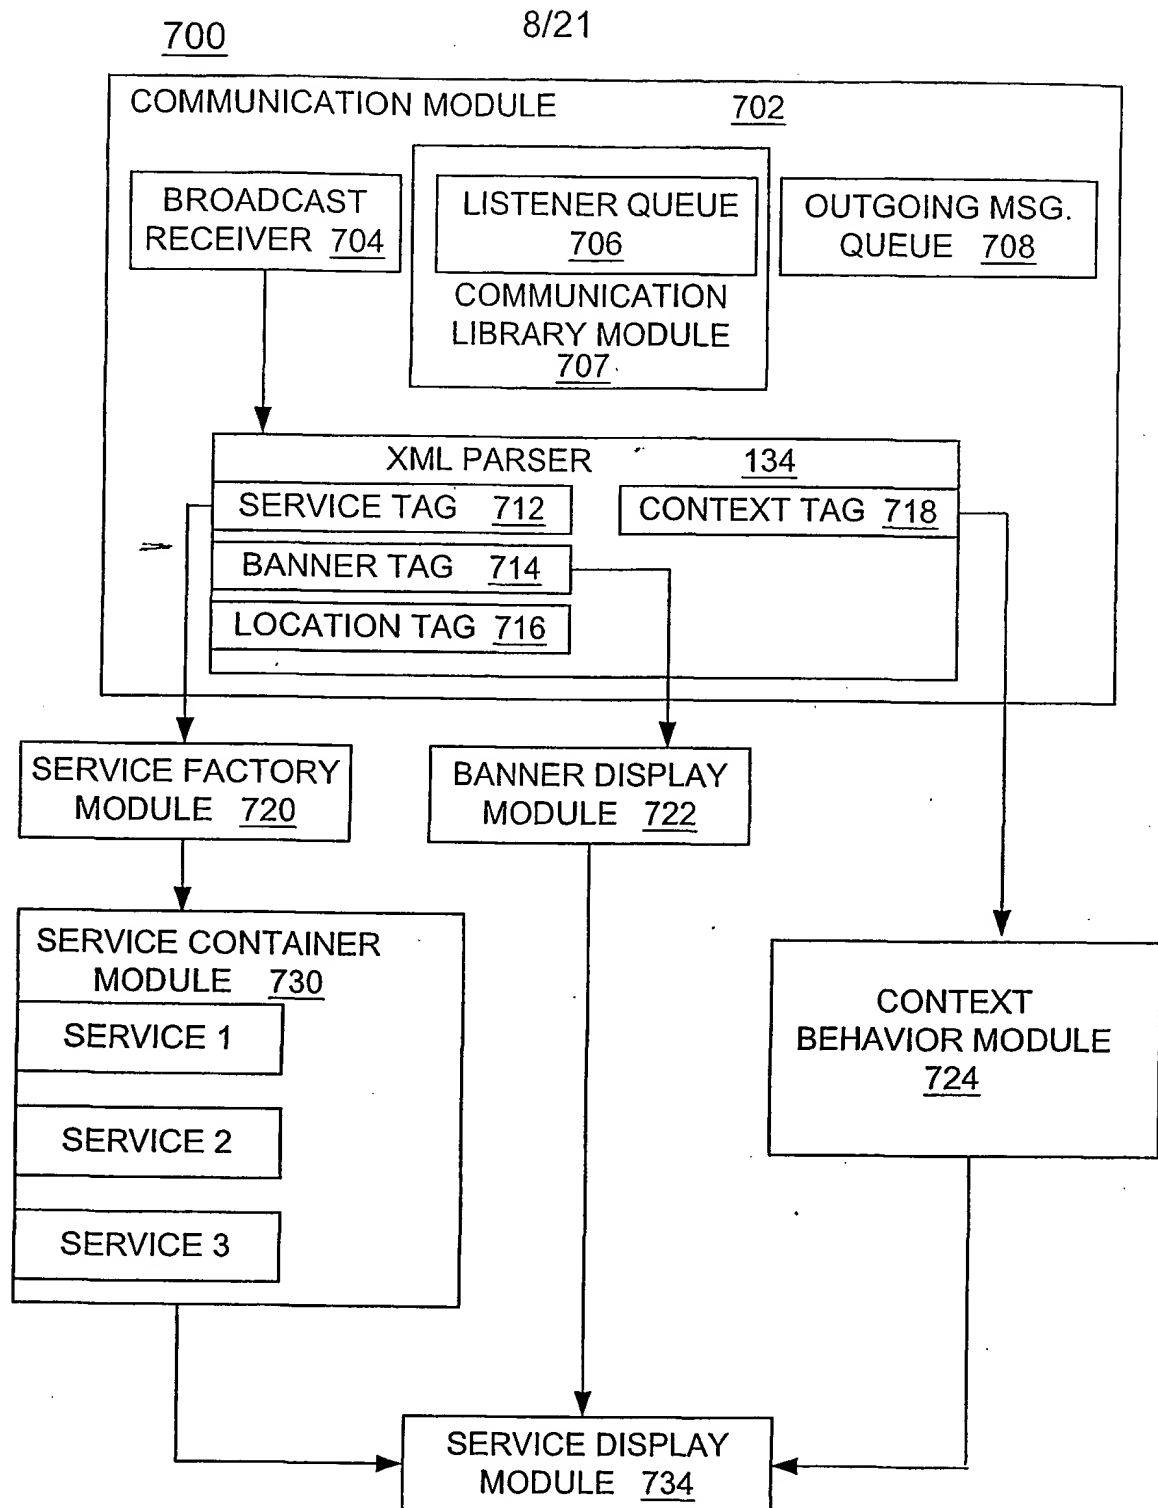 8/21
700
COMMUNICATION MODULE 702
BROADCAST
RECEIVER 704
LISTENER QUEUE
706
COMMUNICATION
LIBRARY MODULE
707
OUTGOING MSG.
QUEUE 708
XML PARSER 134
SERVICE TAG 712
CONTEXT TAG 718
BANNER TAG 714
LOCATION TAG 716
SERVICE FACTORY
MODULE 720
BANNER DISPLAY
MODULE 722
SERVICE CONTAINER
MODULE 730
SERVICE 1
SERVICE 2
SERVICE 3
CONTEXT
BEHAVIOR MODULE
724
SERVICE DISPLAY
MODULE 734